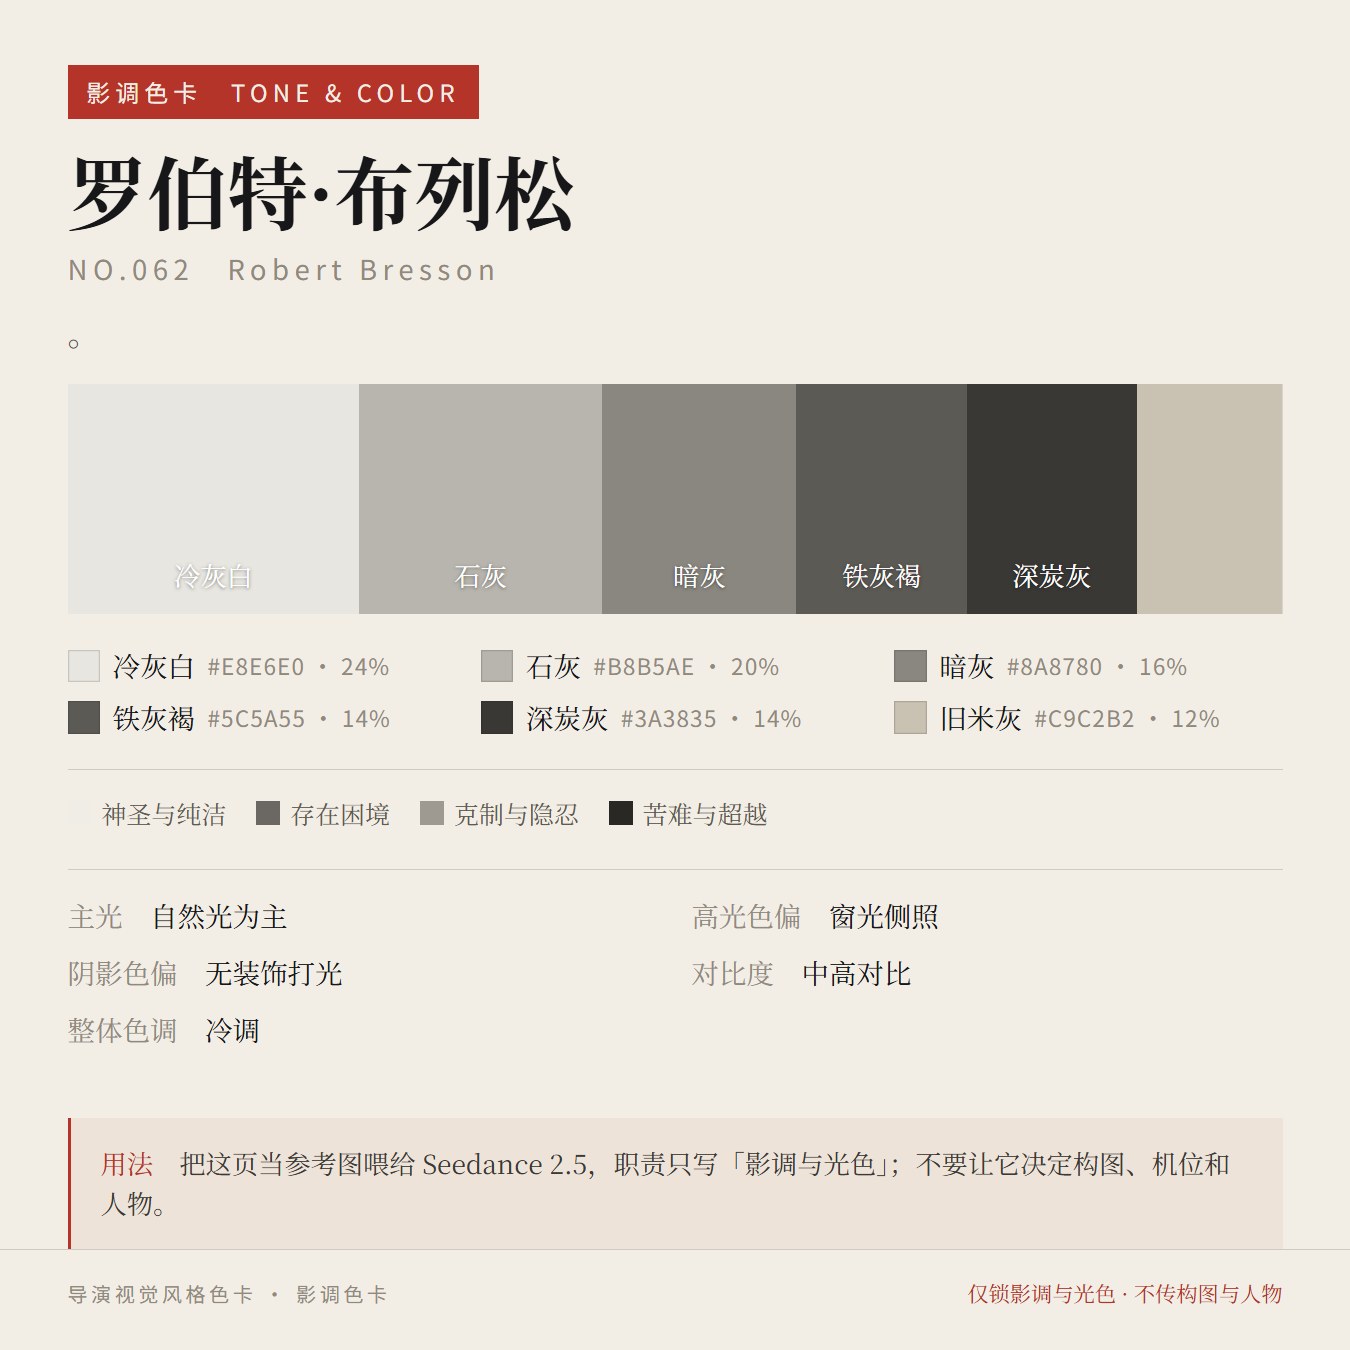 影调色卡 TONE & COLOR
罗伯特·布列松
NO.062 Robert Bresson
。
冷灰白 石灰 暗灰 铁灰褐 深炭灰
冷灰白 #E8E6E0 · 24% 石灰 #B8B5AE · 20% 暗灰 #8A8780 · 16%
铁灰褐 #5C5A55 · 14% 深炭灰 #3A3835 · 14% 旧米灰 #C9C2B2 · 12%
神圣与纯洁 存在困境 克制与隐忍 苦难与超越
主光 自然光为主 高光色偏 窗光侧照
阴影色偏 无装饰打光 对比度 中高对比
整体色调 冷调
用法 把这页当参考图喂给 Seedance 2.5，职责只写「影调与光色」；不要让它决定构图、机位和
人物。
导演视觉风格色卡 · 影调色卡 仅锁影调与光色 · 不传构图与人物